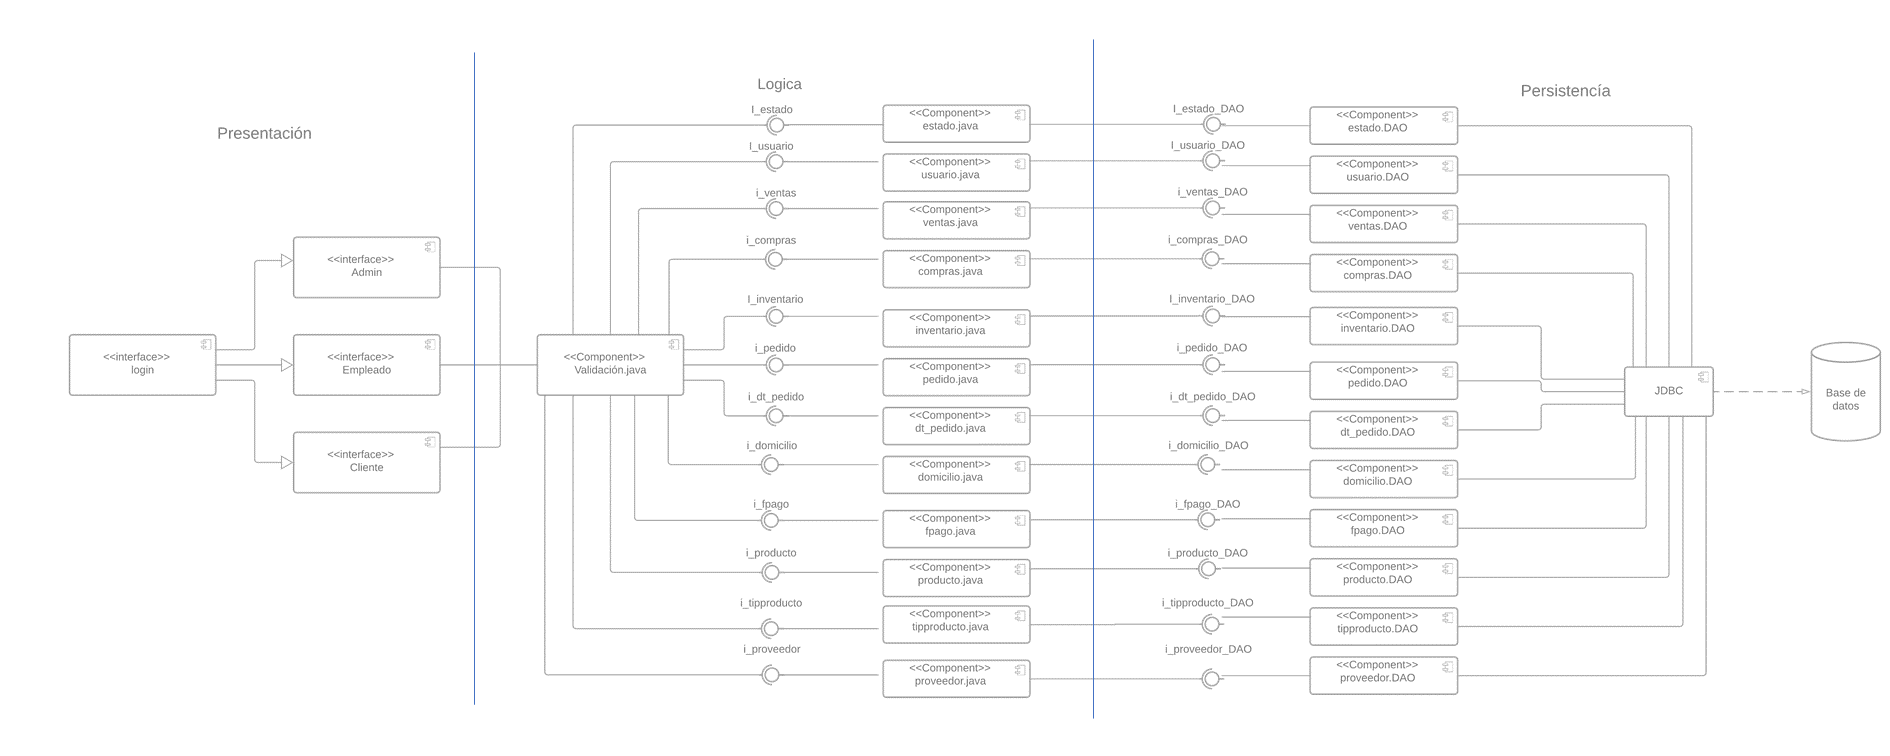 Presentación
<<interface>>
login
<<interface>>
Admin
<<interface>>
Empleado
<<interface>>
Cliente
Logica
<<Component>>
Validación.java
I_estado
I_usuario
i_ventas
i_compras
I_inventario
i_pedido
i_dt_pedido
i_domicilio
i_fpago
i_producto
i_tipproducto
i_proveedor
<<Component>>
estado.java
<<Component>>
usuario.java
<<Component>>
ventas.java
<<Component>>
compras.java
<<Component>>
inventario.java
<<Component>>
pedido.java
<<Component>>
dt_pedido.java
<<Component>>
domicilio.java
<<Component>>
fpago.java
<<Component>>
producto.java
<<Component>>
tipproducto.java
<<Component>>
proveedor.java
Persistencía
I_estado_DAO
I_usuario_DAO
i_ventas_DAO
i_compras_DAO
I_inventario_DAO
i_pedido_DAO
i_dt_pedido_DAO
i_domicilio_DAO
i_fpago_DAO
i_producto_DAO
i_tipproducto_DAO
i_proveedor_DAO
<<Component>>
estado.DAO
<<Component>>
usuario.DAO
<<Component>>
ventas.DAO
<<Component>>
compras.DAO
<<Component>>
inventario.DAO
<<Component>>
pedido.DAO
<<Component>>
dt_pedido.DAO
<<Component>>
domicilio.DAO
<<Component>>
fpago.DAO
<<Component>>
producto.DAO
<<Component>>
tipproducto.DAO
<<Component>>
proveedor.DAO
JDBC
Base de
datos